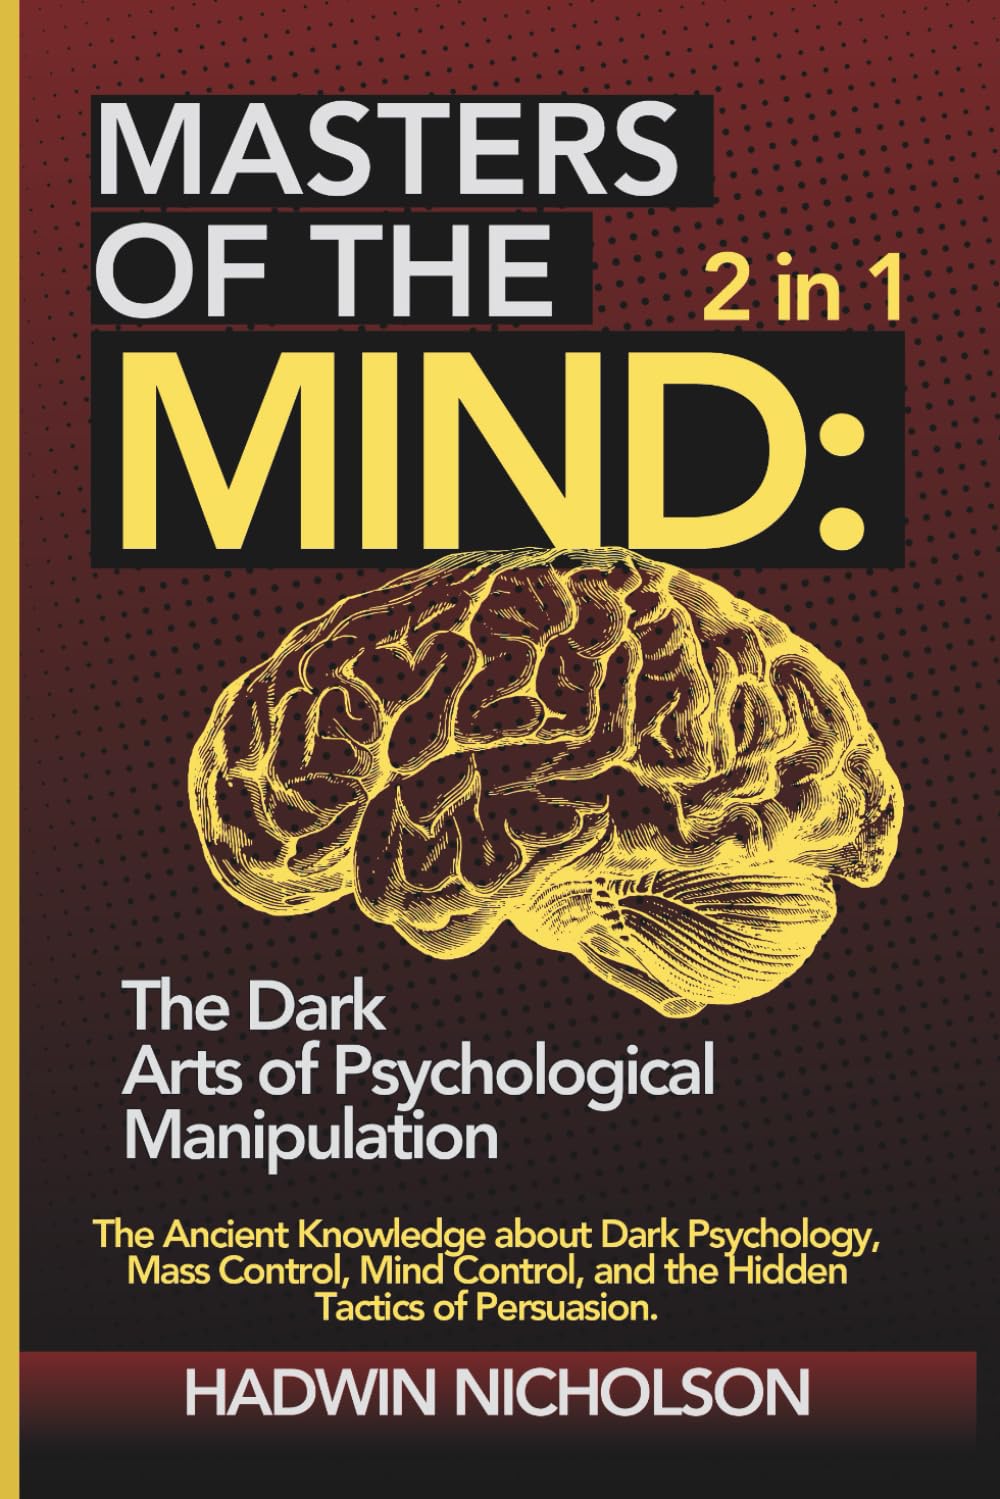 MASTERS
OF THE
2 in 1
MIND:
The Dark
Arts of Psychological
Manipulation
The Ancient Knowledge about Dark Psychology,
Mass Control, Mind Control, and the Hidden
Tactics of Persuasion.
HADWIN NICHOLSON